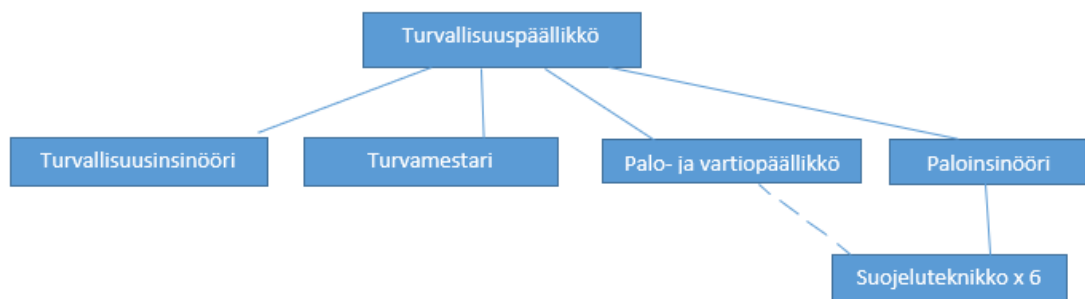 Turvallisuuspäällikkö
Turvallisuusinsinööri
Turvamestari
Palo- ja vartiopäällikkö
Paloinsinööri
Suojeluteknikko x 6